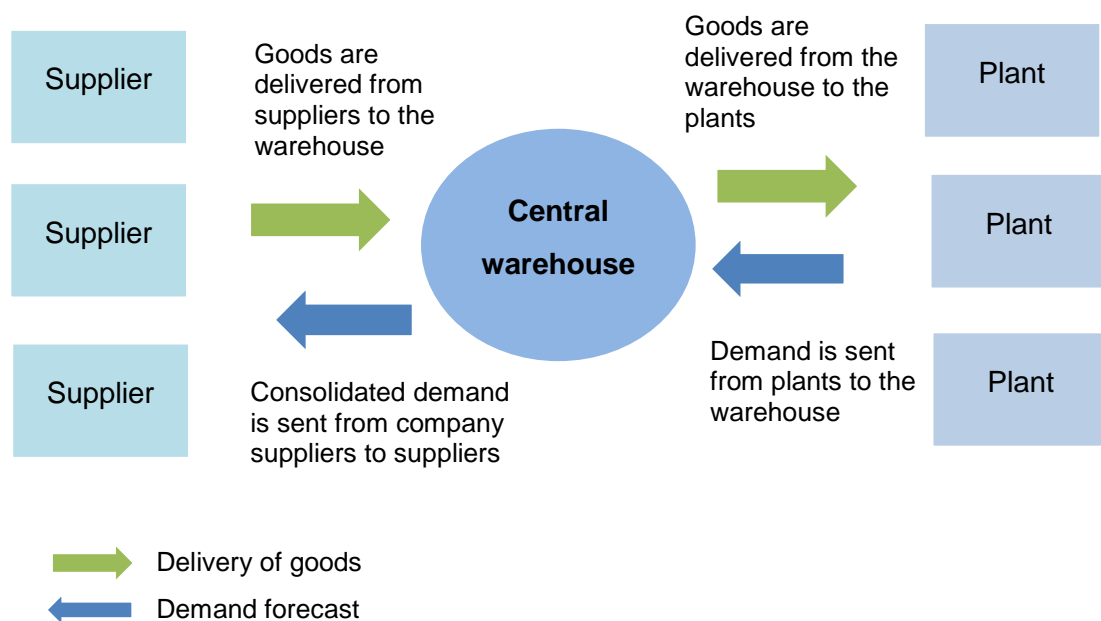 Supplier
Goods are
delivered from
suppliers to the
warehouse
Goods are
delivered from the
warehouse to the
plants
Plant
Supplier
Central
warehouse
Plant
Supplier
Consolidated demand
is sent from company
suppliers to suppliers
Demand is sent
from plants to the
warehouse
Plant
Delivery of goods
Demand forecast